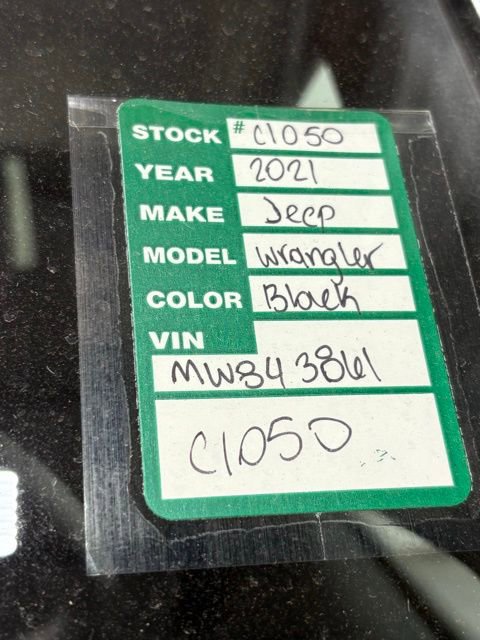 STOCK # C1050
YEAR 2021
MAKE Jeep
MODEL Wrangler
COLOR Black
VIN
MW843861
C1050